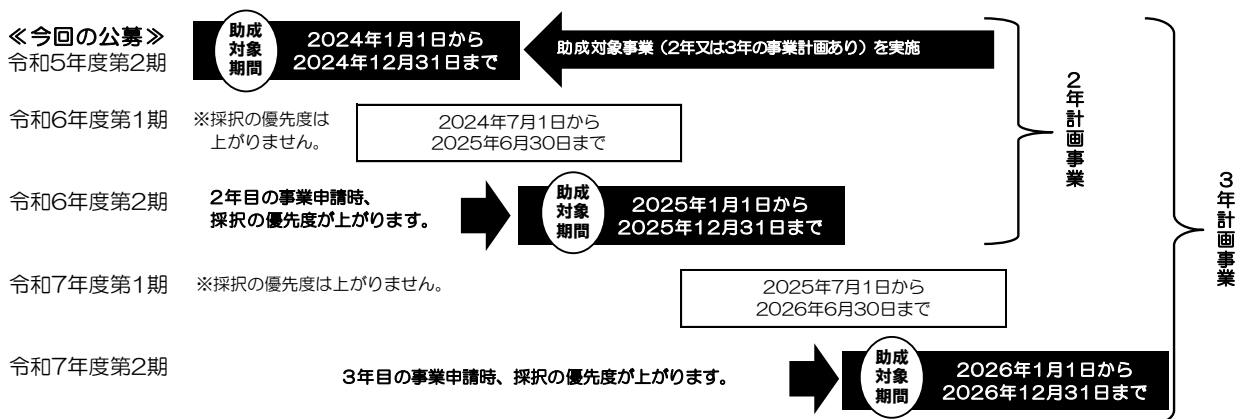 ≪今回の公募≫
令和5年度第2期
助成
対象
期間
2024年1月1日から
2024年12月31日まで
助成対象事業（2年又は3年の事業計画あり）を実施
令和6年度第1期
※採択の優先度は
上がりません。
2024年7月1日から
2025年6月30日まで
令和6年度第2期
2年目の事業申請時、
採択の優先度が上がります。
助成
対象
期間
2025年1月1日から
2025年12月31日まで
2年計画事業
令和7年度第1期
※採択の優先度は上がりません。
2025年7月1日から
2026年6月30日まで
令和7年度第2期
3年目の事業申請時、採択の優先度が上がります。
助成
対象
期間
2026年1月1日から
2026年12月31日まで
3年計画事業